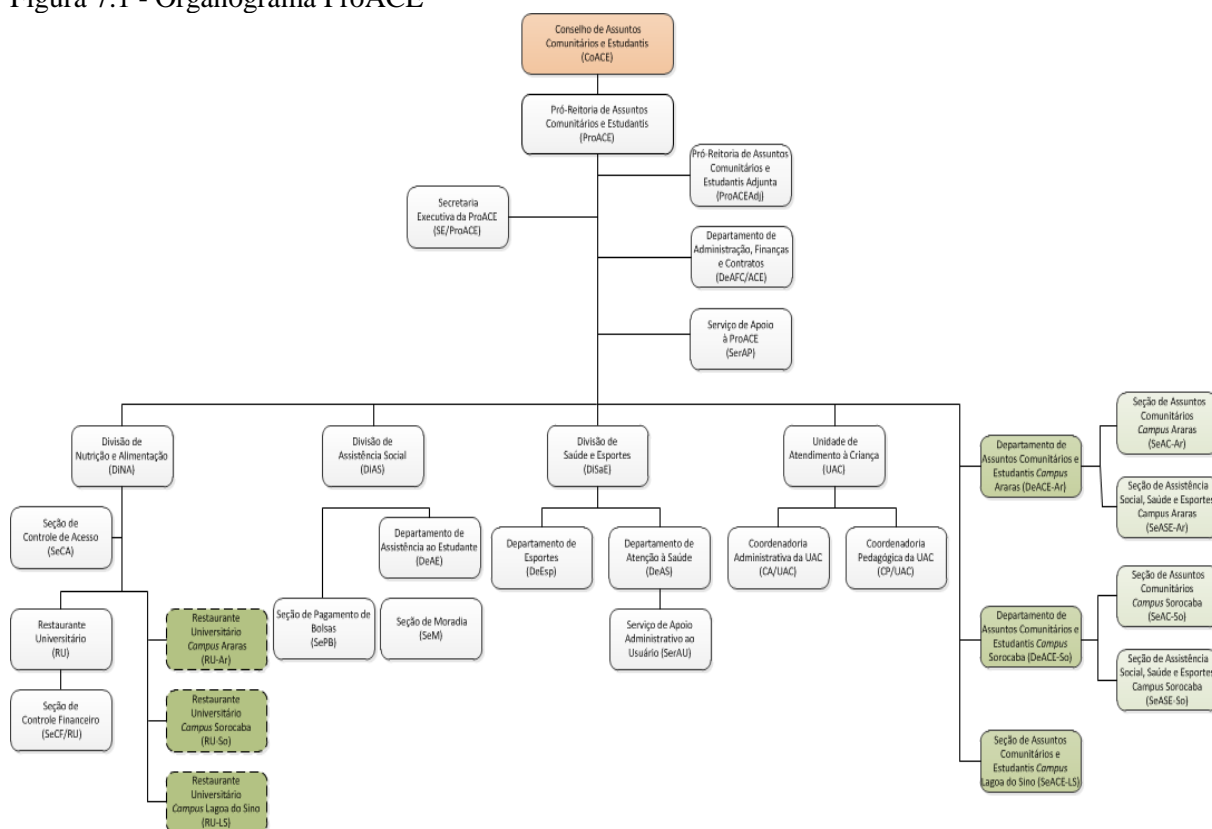 Figura 7.1 - Organograma ProACE
Conselho de Assuntos
Comunitários e Estudantis
(CoACE)
Pró-Reitoria de Assuntos
Comunitários e Estudantis
(ProACE)
Pró-Reitoria de Assuntos
Comunitários e
Estudantis Adjunta
(ProACEAdj)
Secretaria
Executiva da ProACE
(SE/ProACE)
Departamento de
Administração, Finanças
e Contratos
(DeAFC/ACE)
Serviço de Apoio
à ProACE
(SerAP)
Divisão de
Nutrição e Alimentação
(DiNA)
Divisão de
Assistência Social
(DiAS)
Divisão de
Saúde e Esportes
(DiSaE)
Unidade de
Atendimento à Criança
(UAC)
Departamento de
Assuntos Comunitários e
Estudantis Campus
Araras (DeACE-Ar)
Seção de Assuntos
Comunitários
Campus Araras
(SeAC-Ar)
Seção de Assistência
Social, Saúde e Esportes
Campus Araras
(SeASE-Ar)
Seção de
Controle de Acesso
(SeCA)
Departamento de
Assistência ao Estudante
(DeAE)
Departamento de
Esportes
(DeEsp)
Departamento de
Atenção à Saúde
(DeAS)
Coordenadoria
Administrativa da UAC
(CA/UAC)
Coordenadoria
Pedagógica da UAC
(CP/UAC)
Restaurante
Universitário
(RU)
Restaurante
Universitário
Campus Araras
(RU-Ar)
Seção de Pagamento de
Bolsas
(SePB)
Seção de Moradia
(SeM)
Serviço de Apoio
Administrativo ao
Usuário (SerAU)
Departamento de
Assuntos Comunitários e
Estudantis Campus
Sorocaba (DeACE-So)
Seção de Assuntos
Comunitários
Campus Sorocaba
(SeAC-So)
Seção de Assistência
Social, Saúde e Esportes
Campus Sorocaba
(SeASE-So)
Seção de
Controle Financeiro
(SeCF/RU)
Restaurante
Universitário
Campus Sorocaba
(RU-So)
Restaurante
Universitário
Campus Lagoa do Sino
(RU-LS)
Seção de Assuntos
Comunitários e
Estudantis Campus
Lagoa do Sino (SeACE-LS)